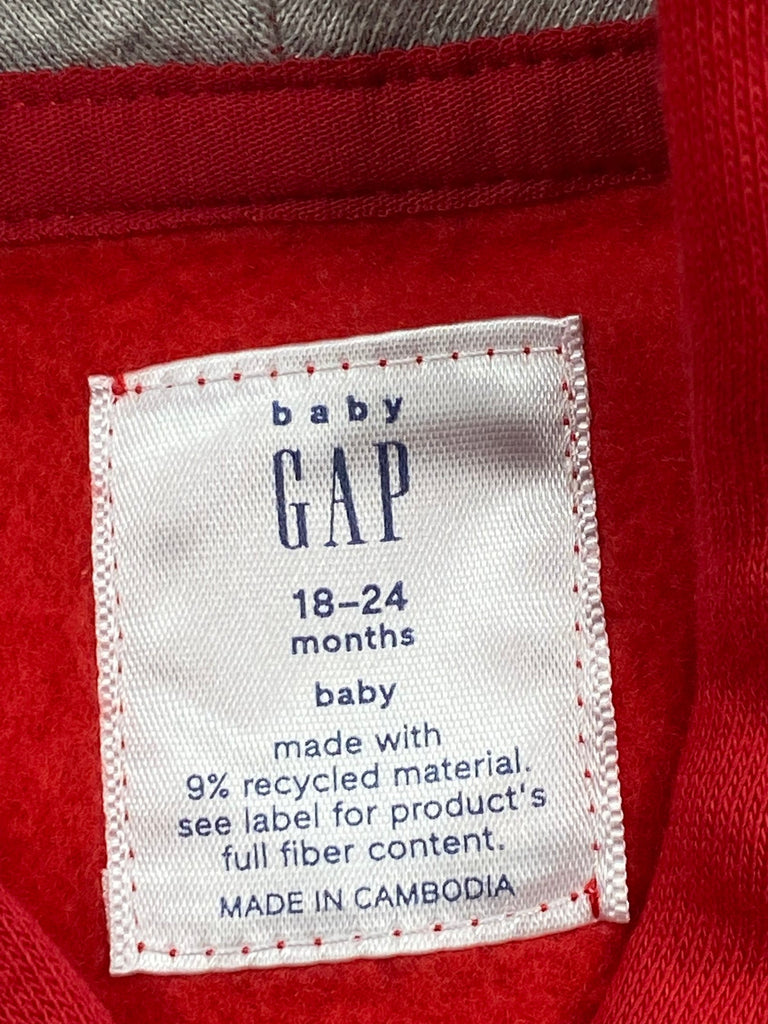 baby
GAP
18-24
months
baby
made with
9% recycled material.
see label for product's
full fiber content.
MADE IN CAMBODIA